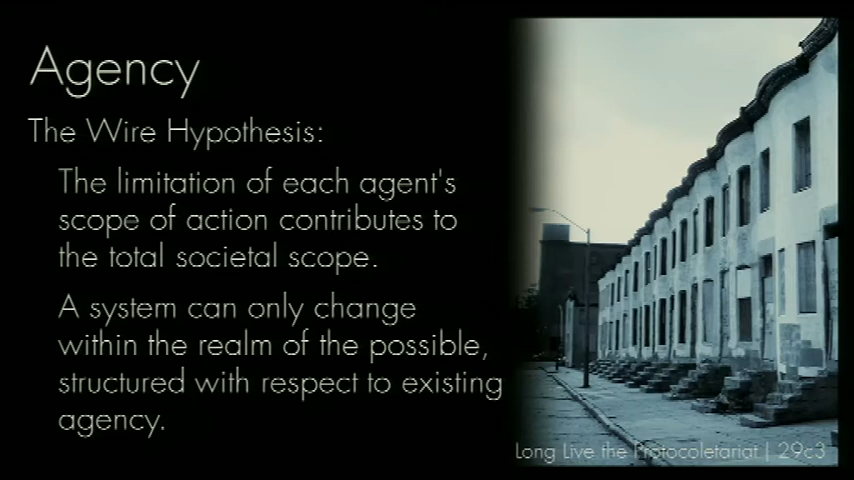 Agency
The Wire Hypothesis:
The limitation of each agent's
scope of action contributes to
the total societal scope.
A system can only change
within the realm of the possible,
structured with respect to existing
agency.
Long Live the Protocoletariat | 29c3